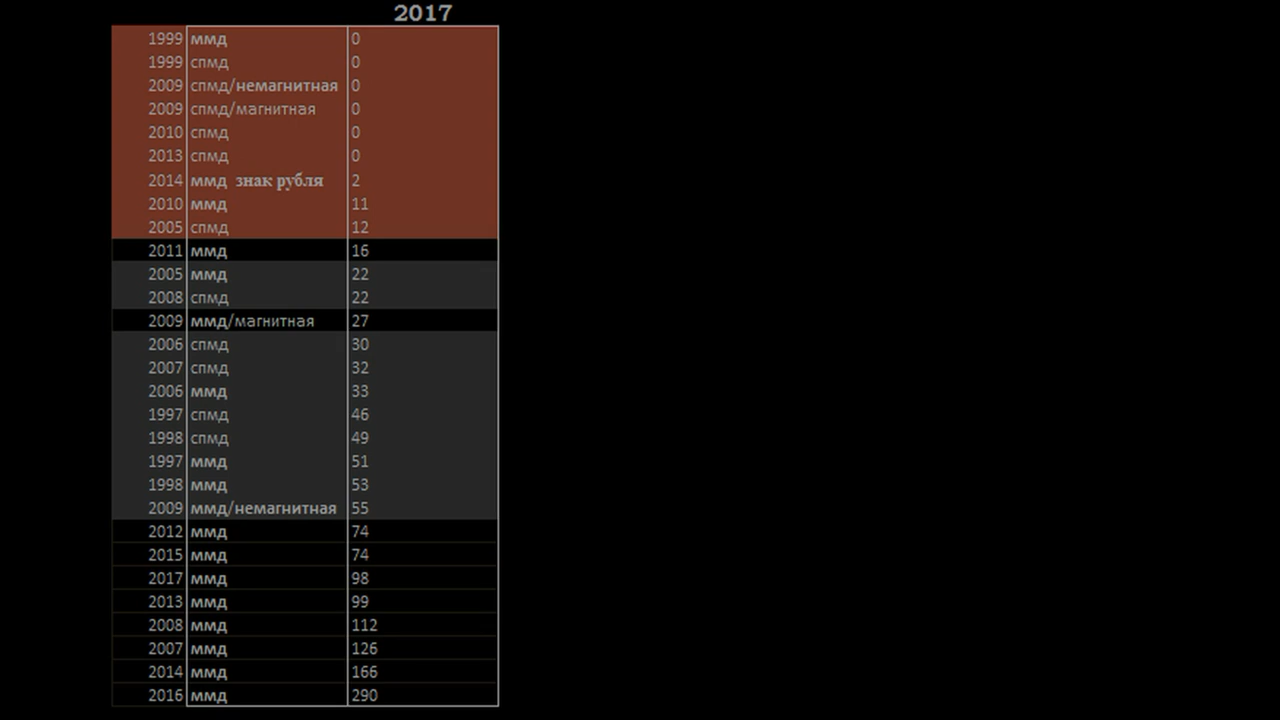 2017
1999 ммд 0
1999 спмд 0
2009 спмд/немагнитная 0
2009 спмд/магнитная 0
2010 спмд 0
2013 спмд 0
2014 ммд знак рубля 2
2010 ммд 11
2005 спмд 12
2011 ммд 16
2005 ммд 22
2008 спмд 22
2009 ммд/магнитная 27
2006 спмд 30
2007 спмд 32
2006 ммд 33
1997 спмд 46
1998 спмд 49
1997 ммд 51
1998 ммд 53
2009 ммд/немагнитная 55
2012 ммд 74
2015 ммд 74
2017 ммд 98
2013 ммд 99
2008 ммд 112
2007 ммд 126
2014 ммд 166
2016 ммд 290